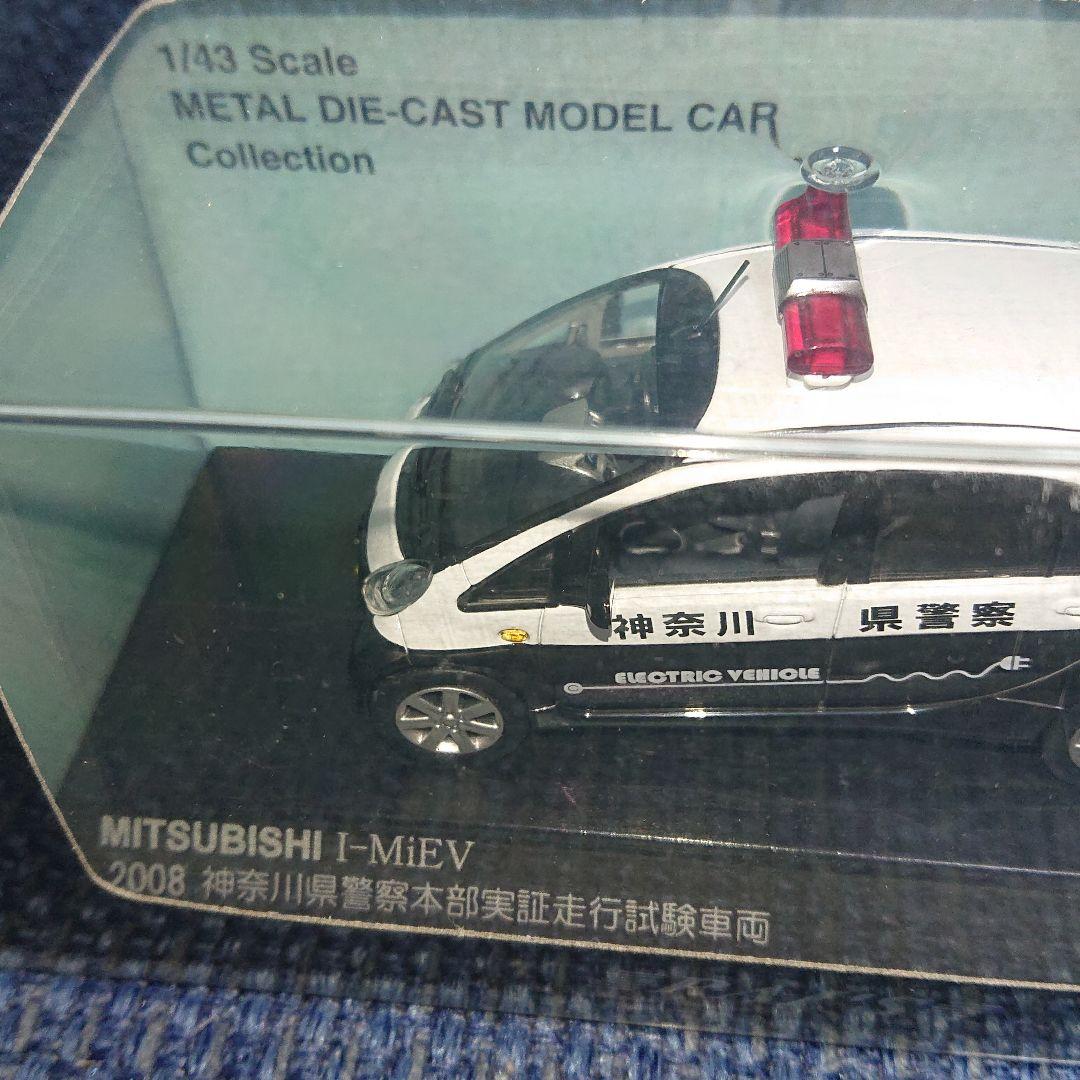 1/43 Scale
METAL DIE-CAST MODEL CAR
Collection
神奈川 県警察
ELECTRIC VEHICLE
MITSUBISHI I-MiEV
2008 神奈川県警察本部実証走行試験車両